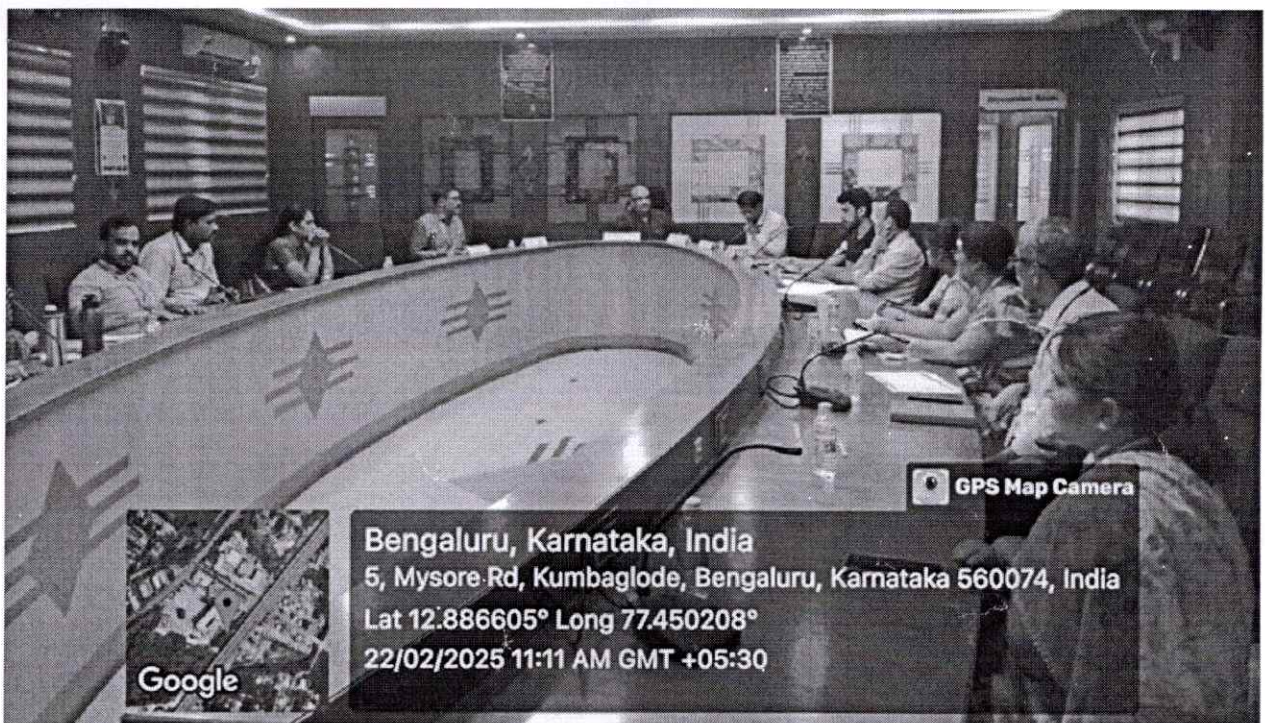 GPS Map Camera
Bengaluru, Karnataka, India
5, Mysore Rd, Kumbaglode, Bengaluru, Karnataka 560074, India
Lat 12.886605° Long 77.450208°
22/02/2025 11:11 AM GMT +05:30
Google